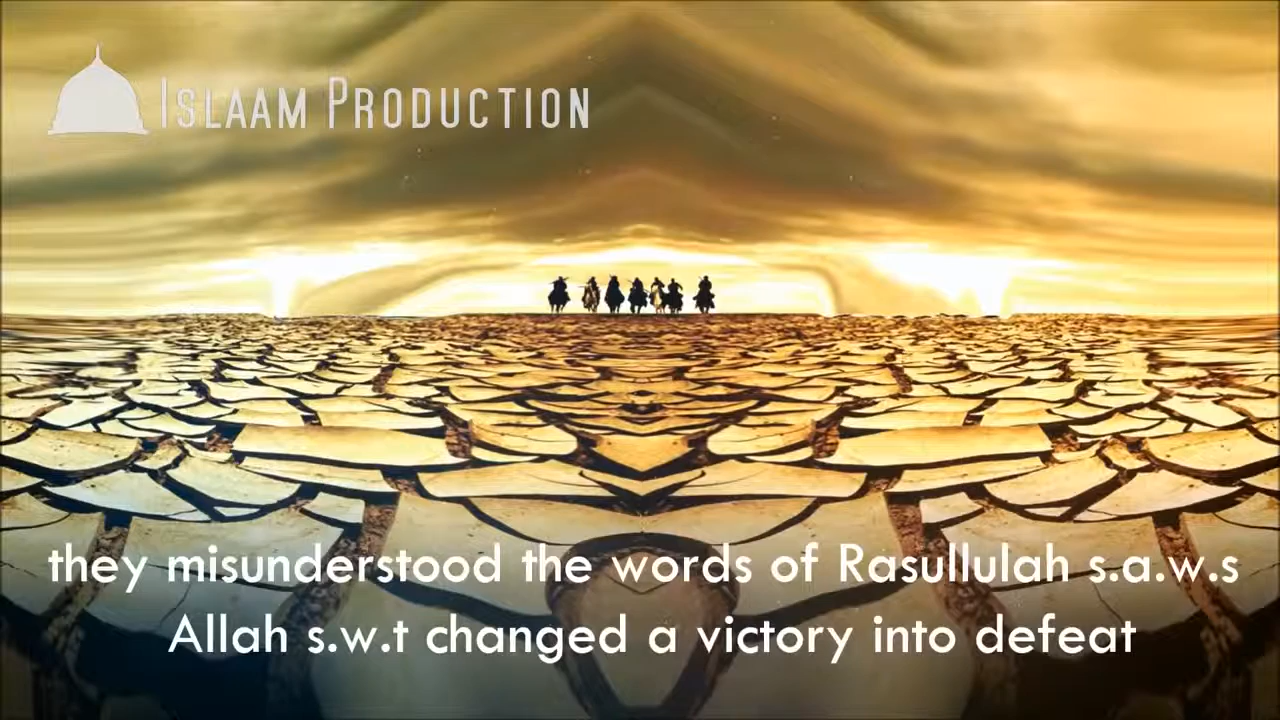 ISLAAM PRODUCTION
they misunderstood the words of Rasullulah s.a.w.s
Allah s.w.t changed a victory into defeat